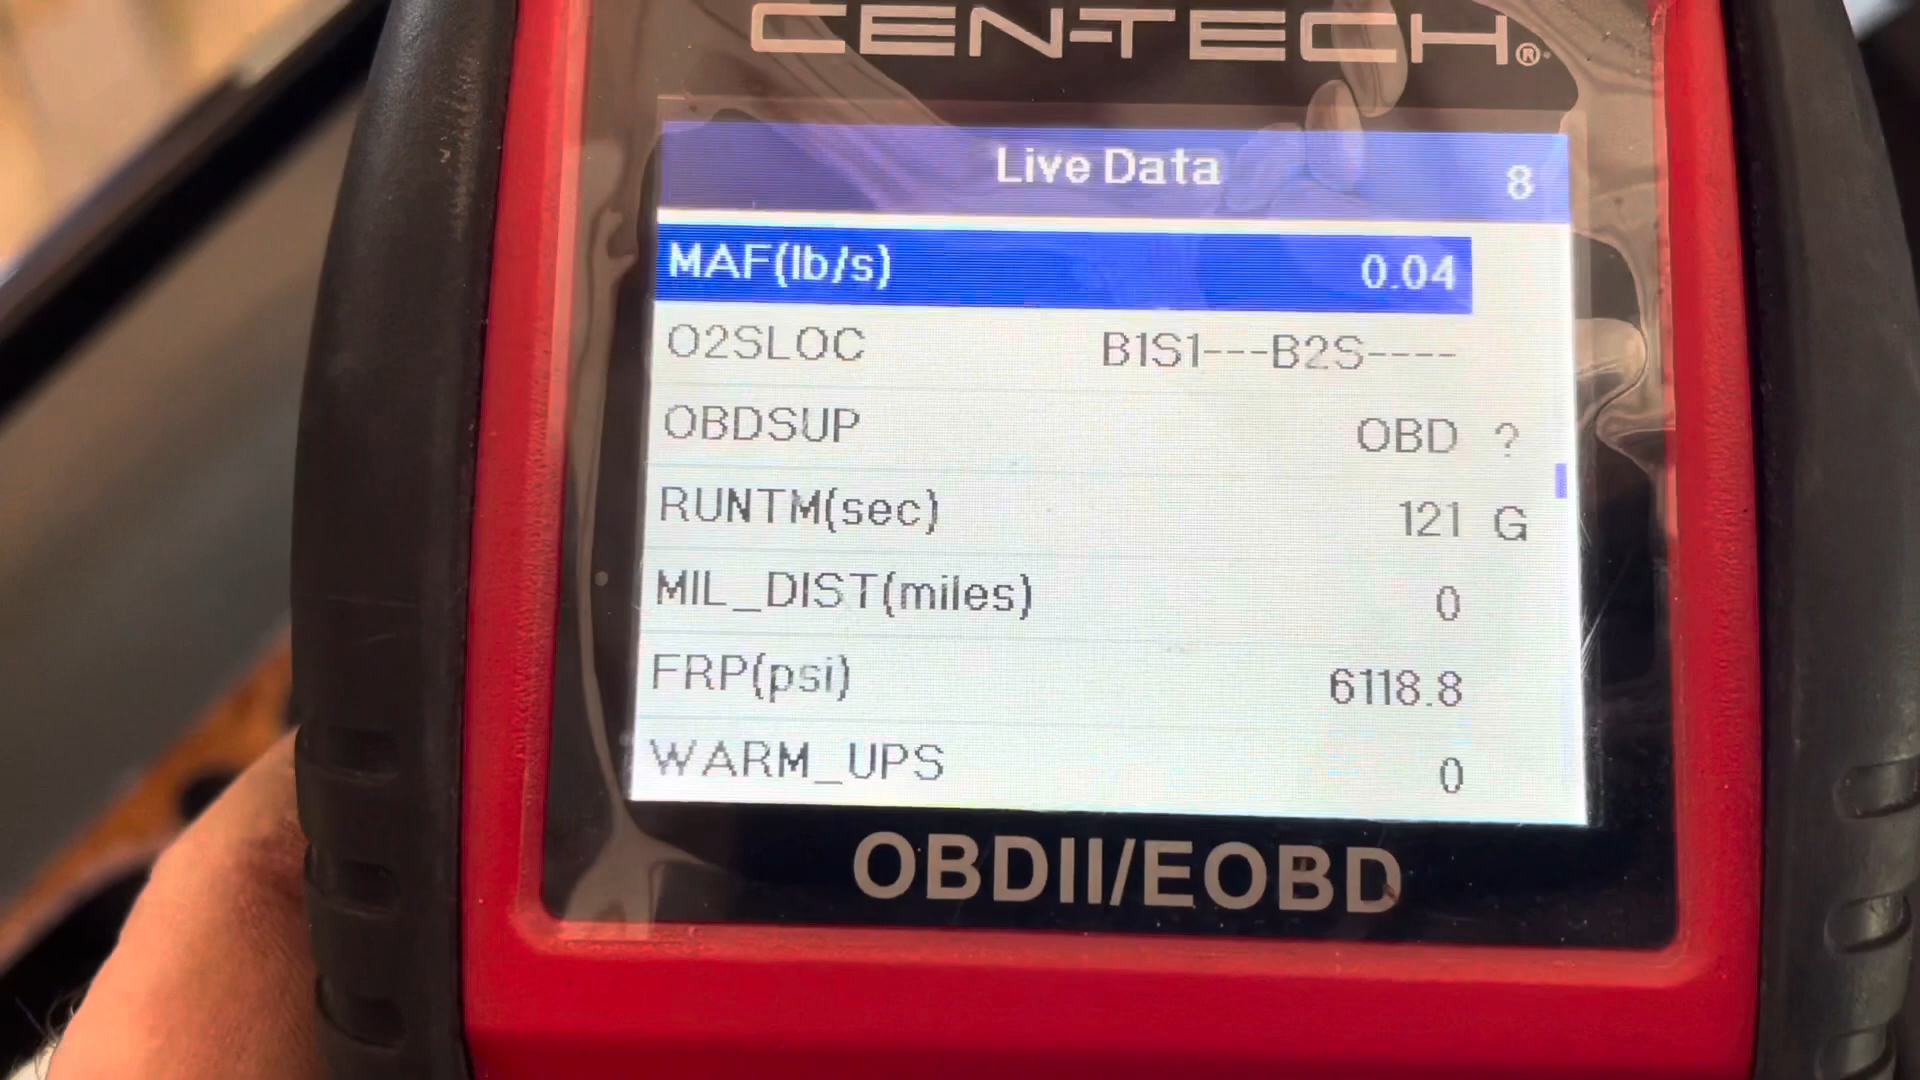 CEN-TECH®
Live Data 8
MAF(lb/s) 0.04
O2SLOC B1S1---B2S----
OBDSUP OBD ?
RUNTM(sec) 121 G
MIL_DIST(miles) 0
FRP(psi) 6118.8
WARM_UPS 0
OBDII/EOBD